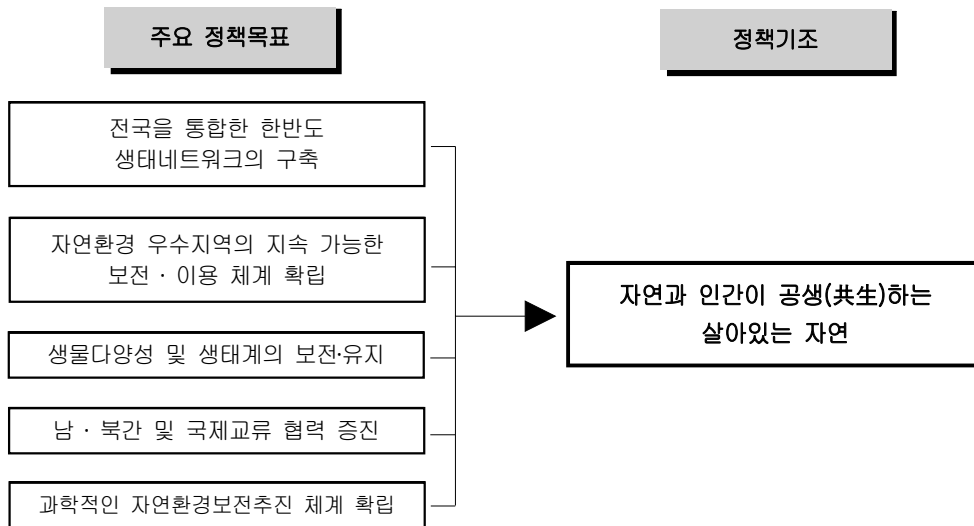 주요 정책목표
정책기조
전국을 통합한 한반도
생태네트워크의 구축
자연환경 우수지역의 지속 가능한
보전 · 이용 체계 확립
생물다양성 및 생태계의 보전·유지
남 · 북간 및 국제교류 협력 증진
과학적인 자연환경보전추진 체계 확립
자연과 인간이 공생(共生)하는
살아있는 자연